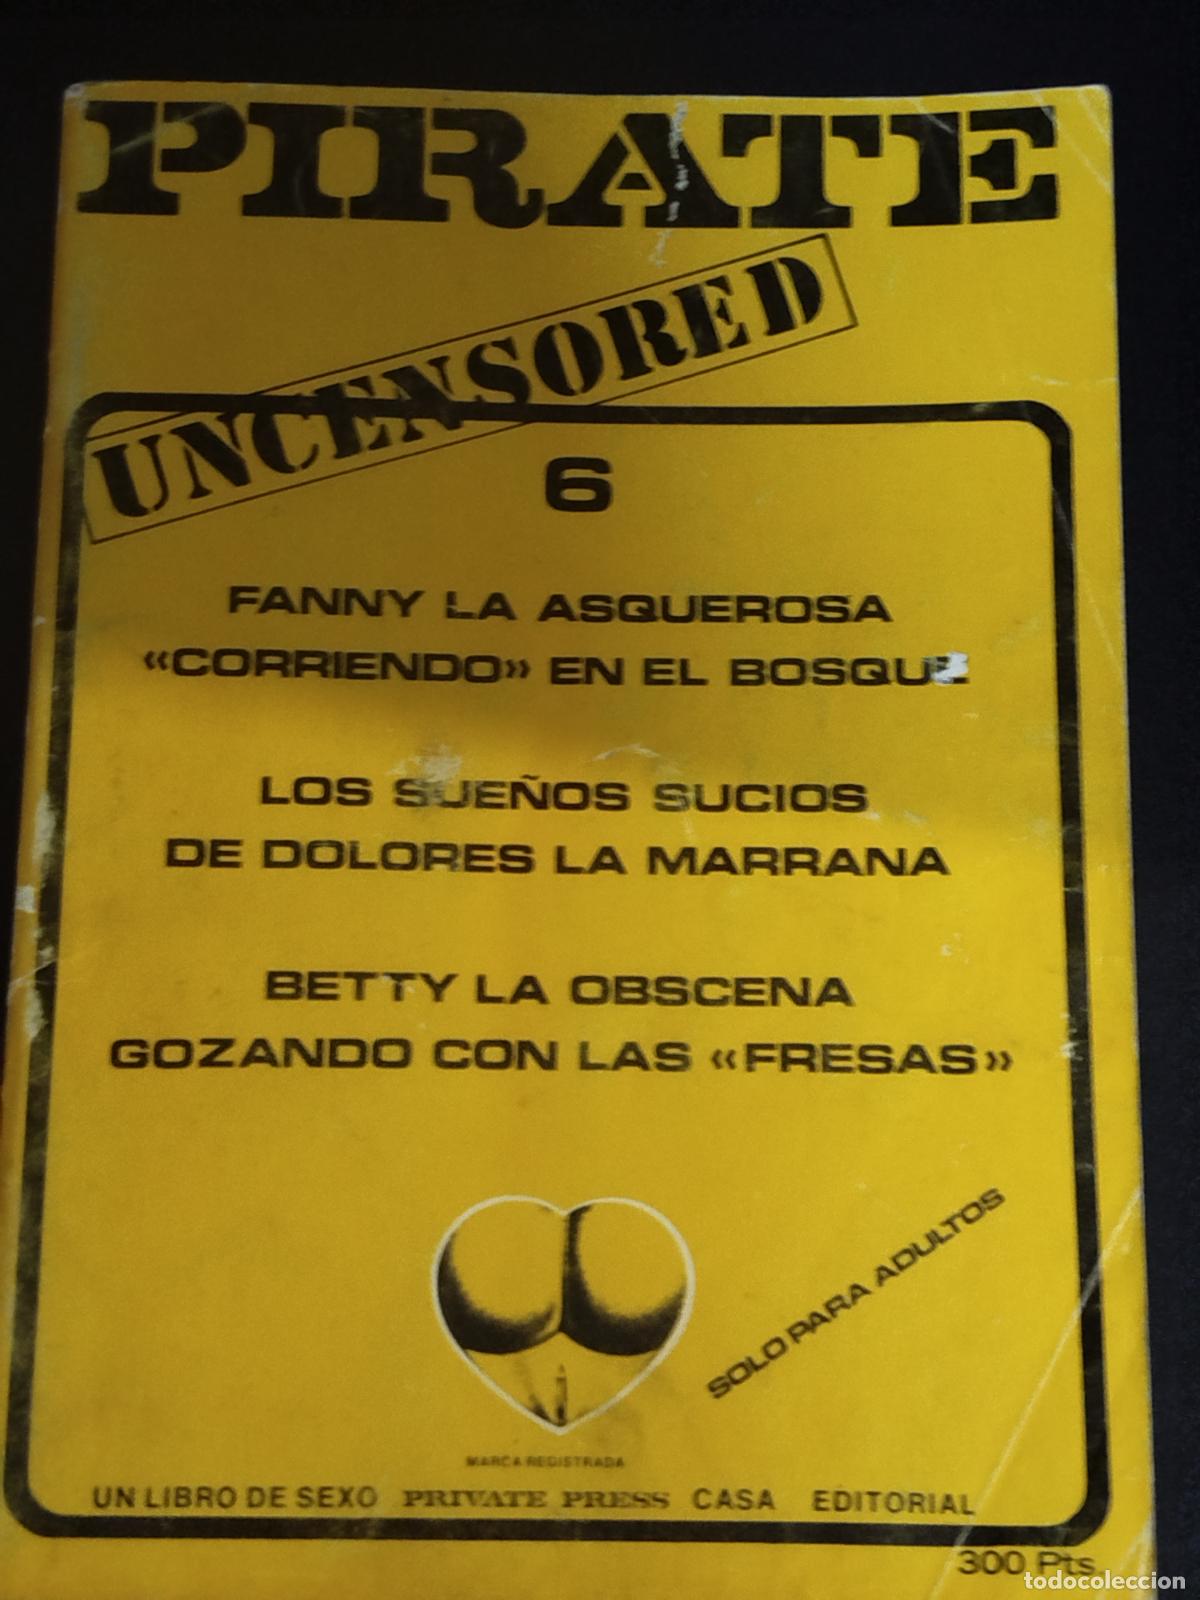 PIRATE
UNCENSORED
6
FANNY LA ASQUEROSA
«CORRIENDO» EN EL BOSQUE
LOS SUEÑOS SUCIOS
DE DOLORES LA MARRANA
BETTY LA OBSCENA
GOZANDO CON LAS «FRESAS»
SOLO PARA ADULTOS
MARCA REGISTRADA
UN LIBRO DE SEXO PRIVATE PRESS CASA EDITORIAL
300 Pts.
todocoleccion